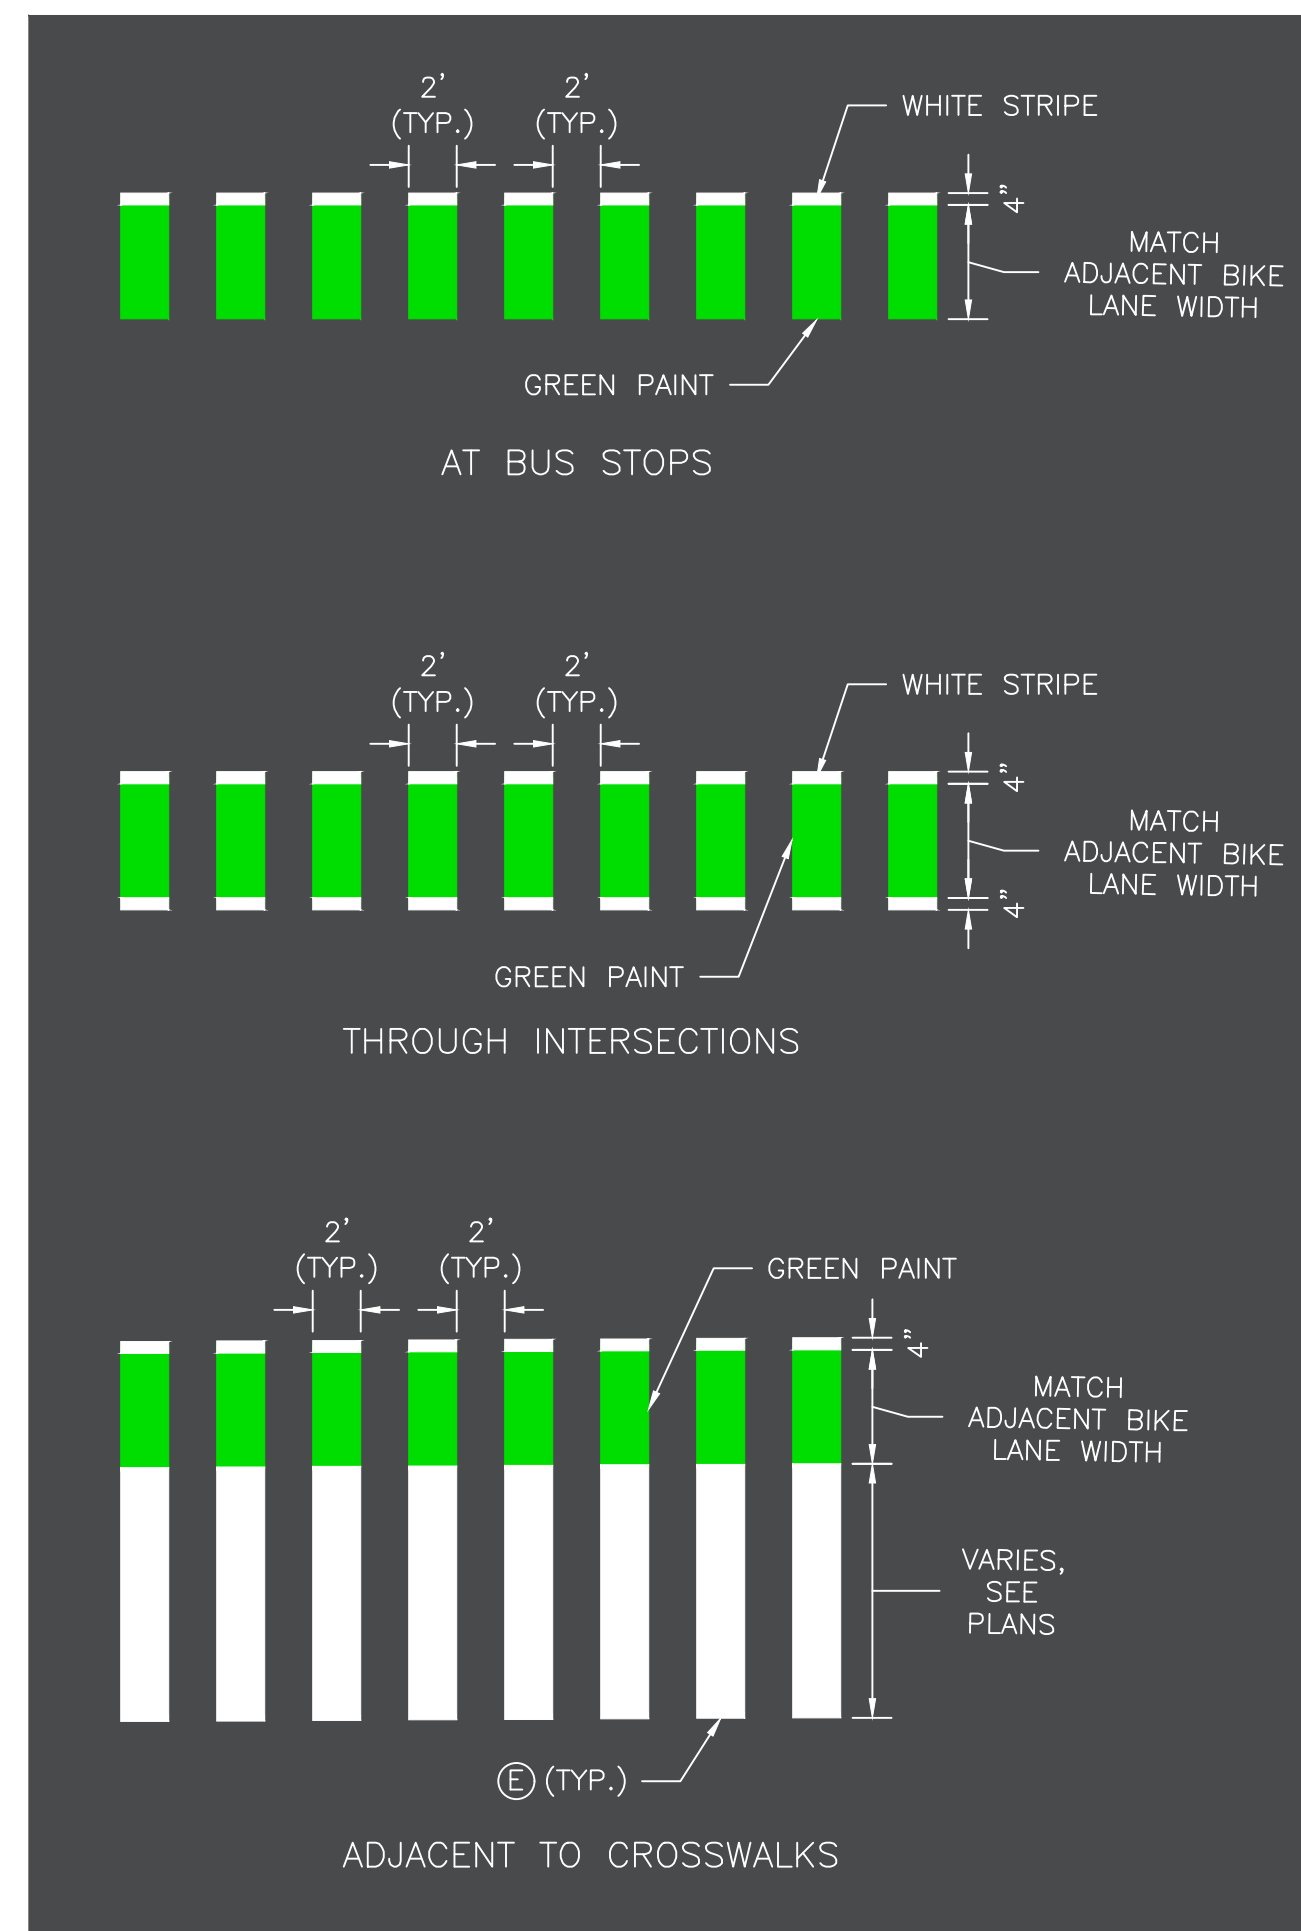 2' 2'
(TYP.) (TYP.)
WHITE STRIPE
4"
MATCH
ADJACENT BIKE
LANE WIDTH
GREEN PAINT
AT BUS STOPS
2' 2'
(TYP.) (TYP.)
WHITE STRIPE
4"
MATCH
ADJACENT BIKE
LANE WIDTH
4"
GREEN PAINT
THROUGH INTERSECTIONS
2' 2'
(TYP.) (TYP.)
GREEN PAINT
4"
MATCH
ADJACENT BIKE
LANE WIDTH
VARIES,
SEE
PLANS
E (TYP.)
ADJACENT TO CROSSWALKS